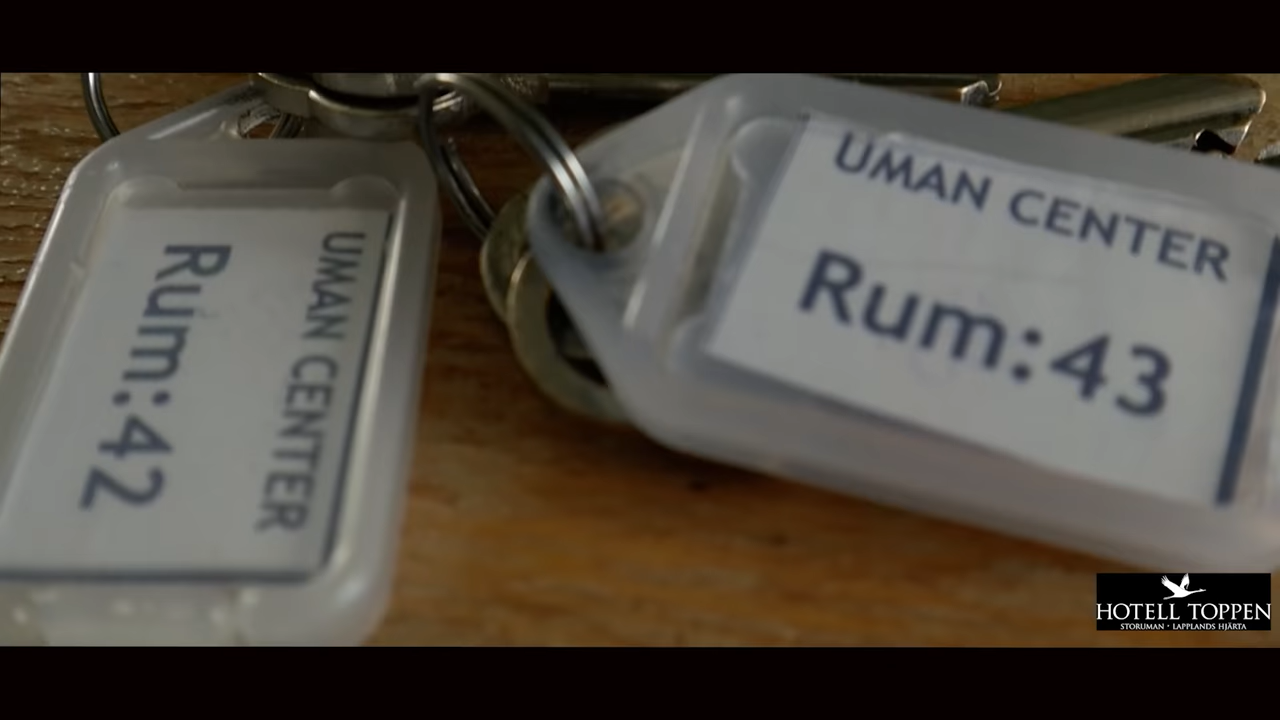 UMAN CENTER
Rum:42
UMAN CENTER
Rum:43
HOTELL TOPPEN
STORUMAN · LAPPLANDS HJÄRTA